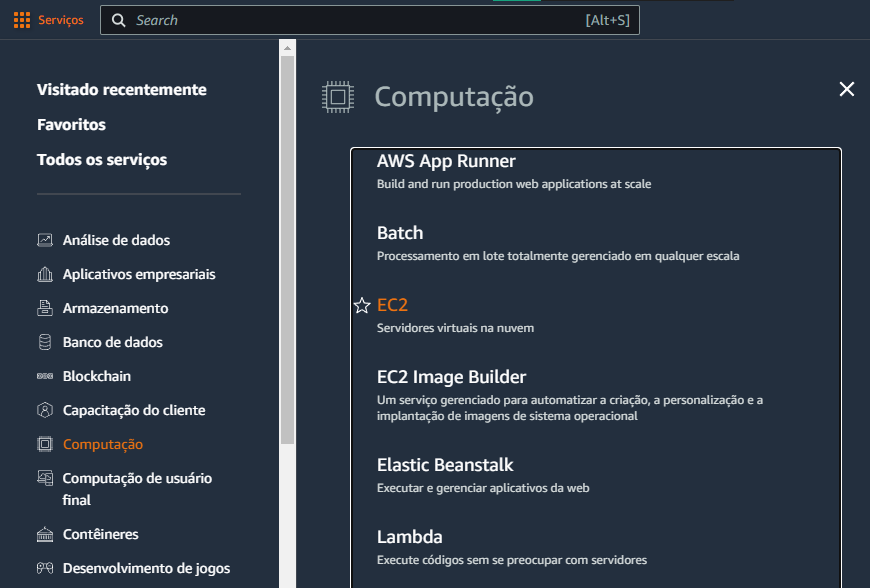 Serviços
Search
[Alt+S]
Visitado recentemente
Favoritos
Todos os serviços
Análise de dados
Aplicativos empresariais
Armazenamento
Banco de dados
Blockchain
Capacitação do cliente
Computação
Computação de usuário
final
Contêineres
Desenvolvimento de jogos
Computação
AWS App Runner
Build and run production web applications at scale
Batch
Processamento em lote totalmente gerenciado em qualquer escala
EC2
Servidores virtuais na nuvem
EC2 Image Builder
Um serviço gerenciado para automatizar a criação, a personalização e a
implantação de imagens de sistema operacional
Elastic Beanstalk
Executar e gerenciar aplicativos da web
Lambda
Execute códigos sem se preocupar com servidores